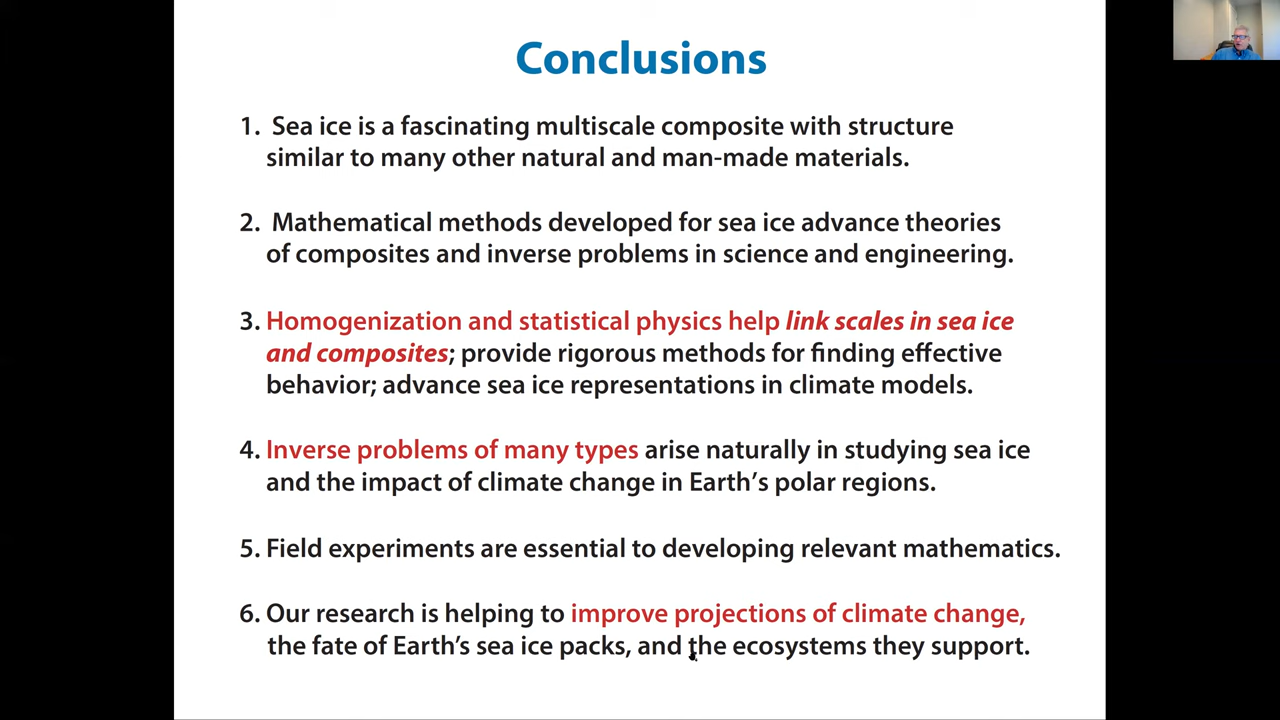 Conclusions
1. Sea ice is a fascinating multiscale composite with structure
similar to many other natural and man-made materials.
2. Mathematical methods developed for sea ice advance theories
of composites and inverse problems in science and engineering.
3. Homogenization and statistical physics help link scales in sea ice
and composites; provide rigorous methods for finding effective
behavior; advance sea ice representations in climate models.
4. Inverse problems of many types arise naturally in studying sea ice
and the impact of climate change in Earth’s polar regions.
5. Field experiments are essential to developing relevant mathematics.
6. Our research is helping to improve projections of climate change,
the fate of Earth’s sea ice packs, and the ecosystems they support.